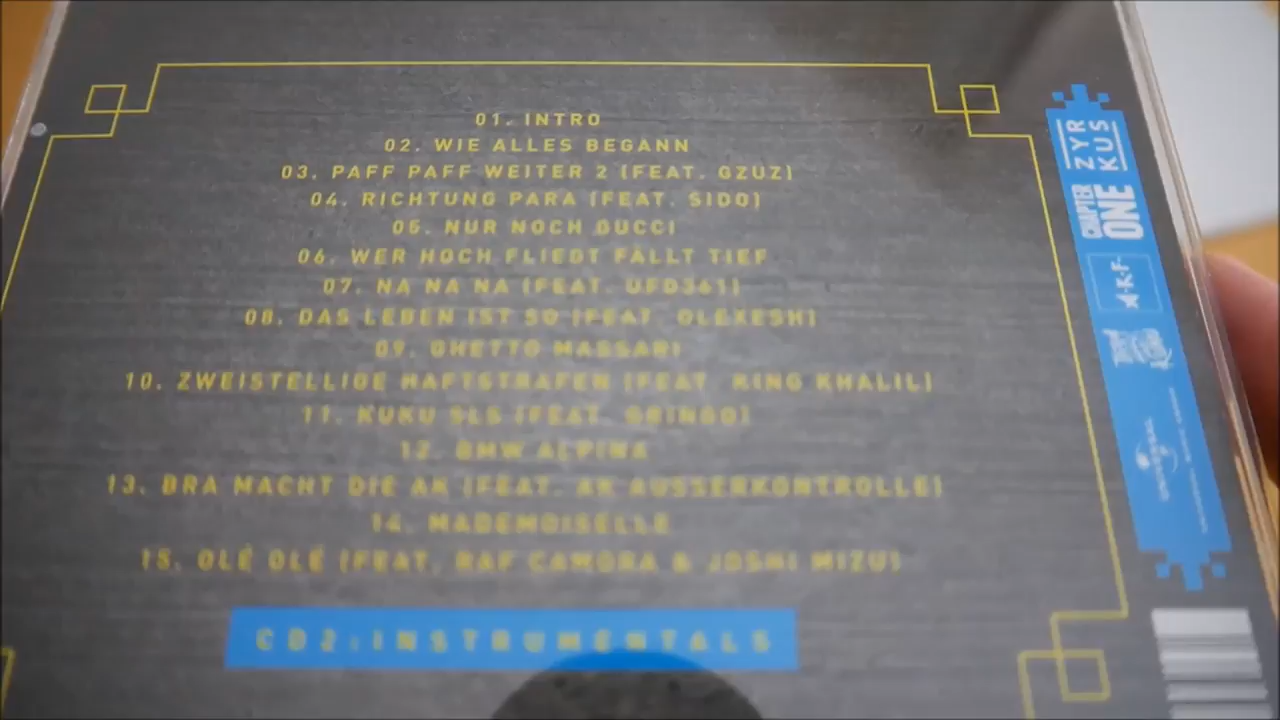 01. INTRO
02. WIE ALLES BEGANN
03. PAFF PAFF WEITER 2 (FEAT. GZUZ)
04. RICHTUNG PARA (FEAT. SIDO)
05. NUR NOCH GUCCI
06. WER HOCH FLIEGT FÄLLT TIEF
07. NA NA NA (FEAT. UFO361)
08. DAS LEBEN IST SO (FEAT. OLEXESH)
09. GHETTO MASSARI
10. ZWEISTELLIGE HAFTSTRAFEN (FEAT. KING KHALIL)
11. KUKU SLS (FEAT. GRINGO)
12. BMW ALPINA
13. BRA MACHT DIE AK (FEAT. AK AUSSERKONTROLLE)
14. MADEMOISELLE
15. OLÉ OLÉ (FEAT. RAF CAMORA & JOSHI MIZU)
CD2:INSTRUMENTALS
ZYR
KUS
CHAPTER
ONE
UNIVERSAL